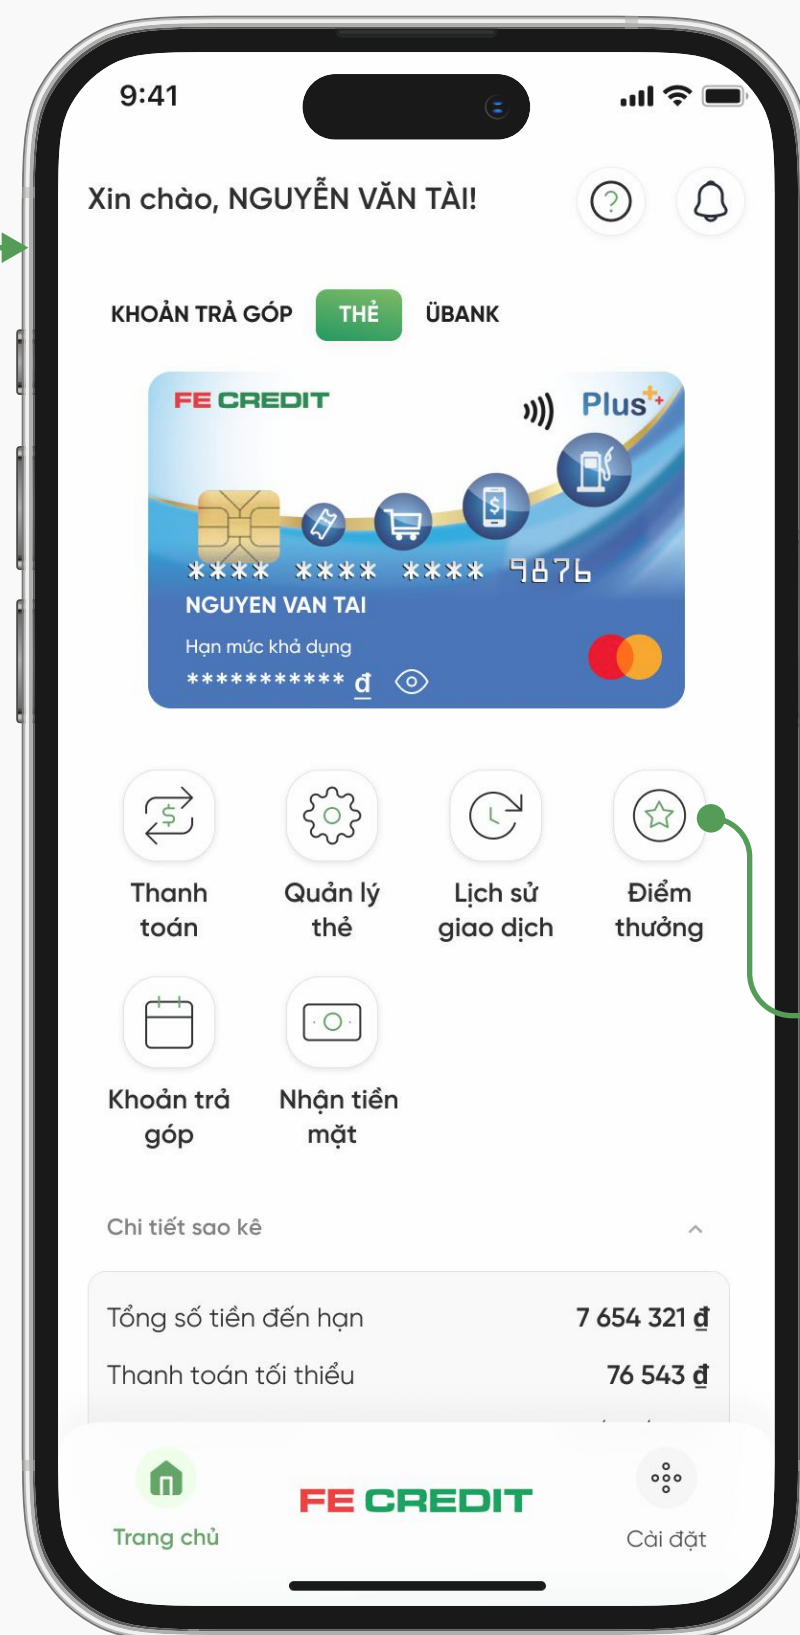 9:41
Xin chào, NGUYỄN VĂN TÀI!
KHOẢN TRẢ GÓP THẺ ÜBANK
FE CREDIT Plus
**** **** **** 9876
NGUYEN VAN TAI
Hạn mức khả dụng
*********** đ
Thanh toán
Quản lý thẻ
Lịch sử giao dịch
Điểm thưởng
Khoản trả góp
Nhận tiền mặt
Chi tiết sao kê
Tổng số tiền đến hạn 7 654 321 đ
Thanh toán tối thiểu 76 543 đ
FE CREDIT
Trang chủ Cài đặt